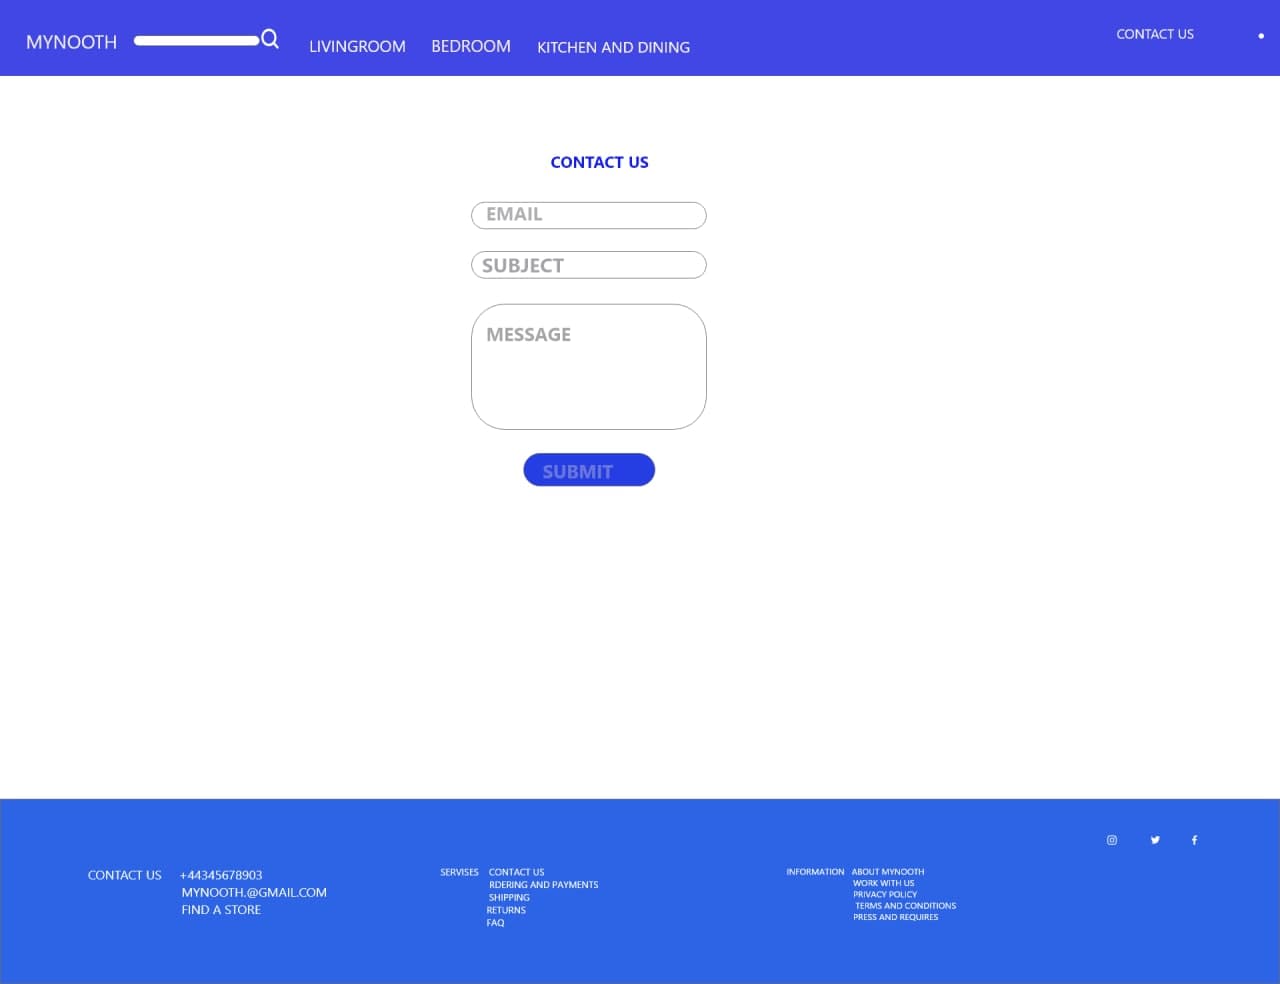 MYNOOTH
LIVINGROOM
BEDROOM
KITCHEN AND DINING
CONTACT US
CONTACT US
EMAIL
SUBJECT
MESSAGE
SUBMIT
CONTACT US +44345678903
MYNOOTH.@GMAIL.COM
FIND A STORE
SERVISES CONTACT US
RDERING AND PAYMENTS
SHIPPING
RETURNS
FAQ
INFORMATION ABOUT MYNOOTH
WORK WITH US
PRIVACY POLICY
TERMS AND CONDITIONS
PRESS AND REQUIRES